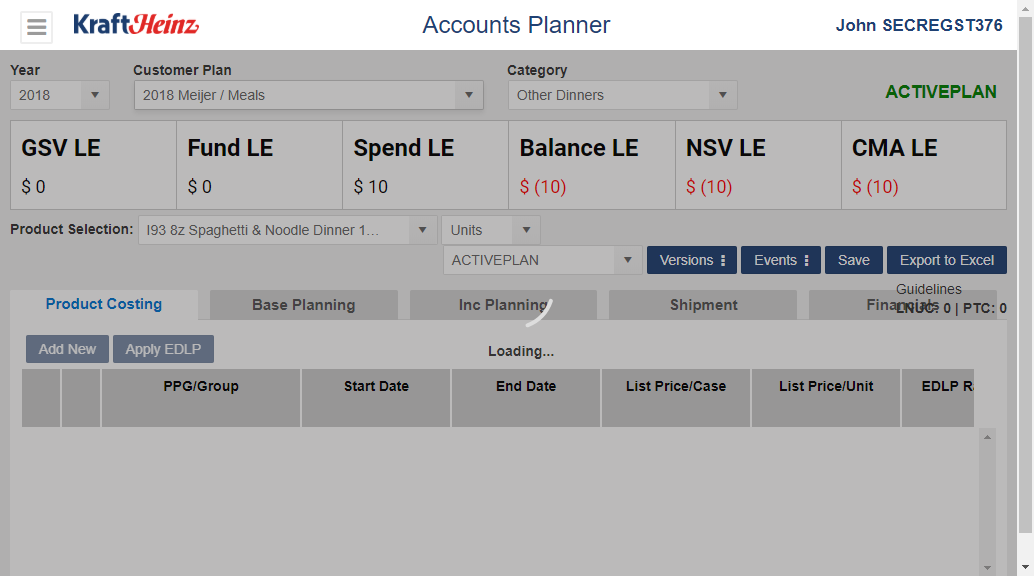 KraftHeinz
Accounts Planner
John SECREGST376
Year
Customer Plan
Category
2018
2018 Meijer / Meals
Other Dinners
ACTIVEPLAN
GSV LE
Fund LE
Spend LE
Balance LE
NSV LE
CMA LE
$ 0
$ 0
$ 10
$ (10)
$ (10)
$ (10)
Product Selection:
I93 8z Spaghetti & Noodle Dinner 1...
Units
ACTIVEPLAN
Versions
Events
Save
Export to Excel
Guidelines
LNUC: 0 | PTC: 0
Product Costing
Base Planning
Inc Planning
Shipment
Financials
Add New
Apply EDLP
Loading...
PPG/Group
Start Date
End Date
List Price/Case
List Price/Unit
EDLP R